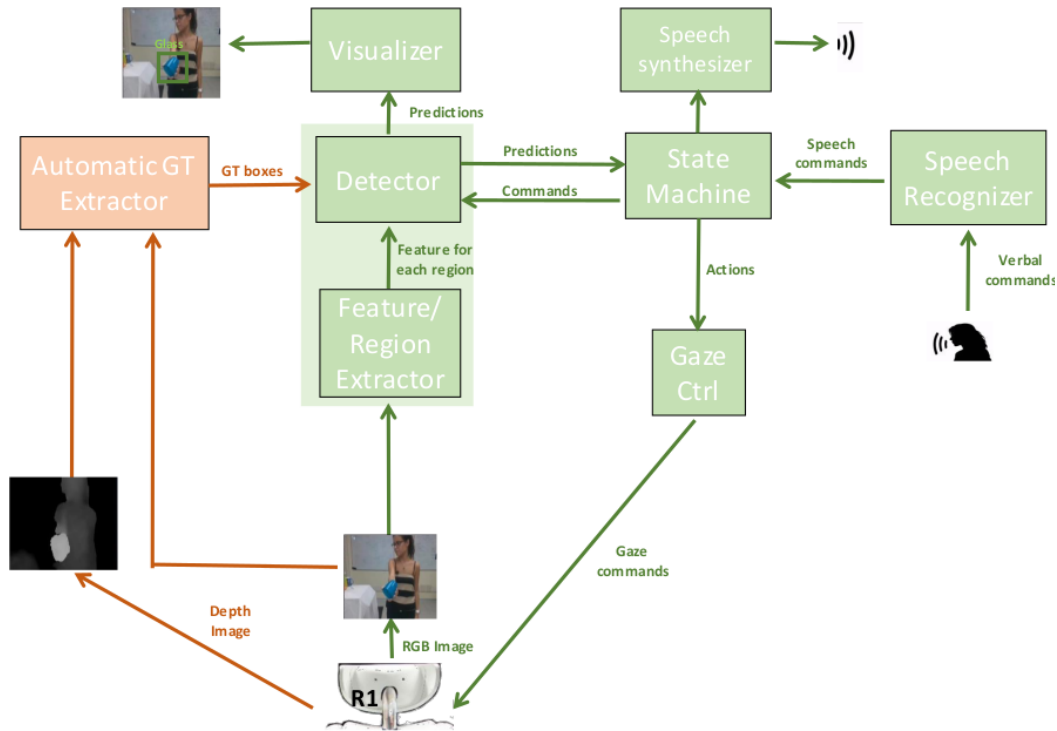 Glass
Visualizer
Speech
synthesizer
Predictions
Automatic GT
Extractor
GT boxes
Detector
Predictions
Commands
State
Machine
Speech
commands
Speech
Recognizer
Feature for
each region
Actions
Verbal
commands
Feature/
Region
Extractor
Gaze
Ctrl
Gaze
commands
Depth
Image
RGB Image
R1